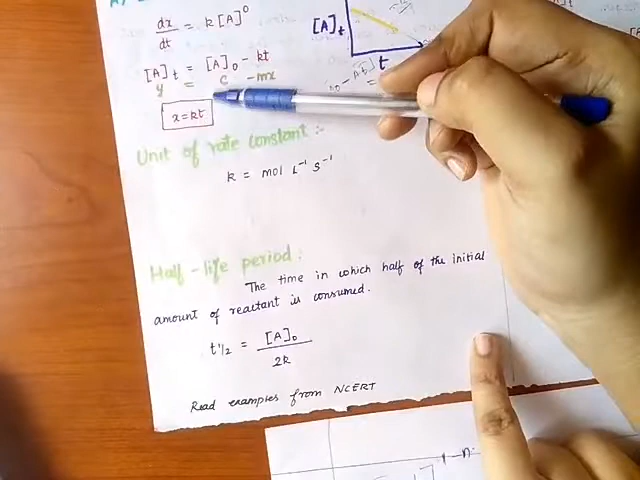 dx/dt = k[A]⁰
[A]t
t
[A]t = [A]₀ - kt
y = c - mx
x = kt
Unit of rate constant :-
k = mol L⁻¹ s⁻¹
Half-life period :
The time in which half of the initial
amount of reactant is consumed.
t½ = [A]₀/2k
Read examples from NCERT
1-n